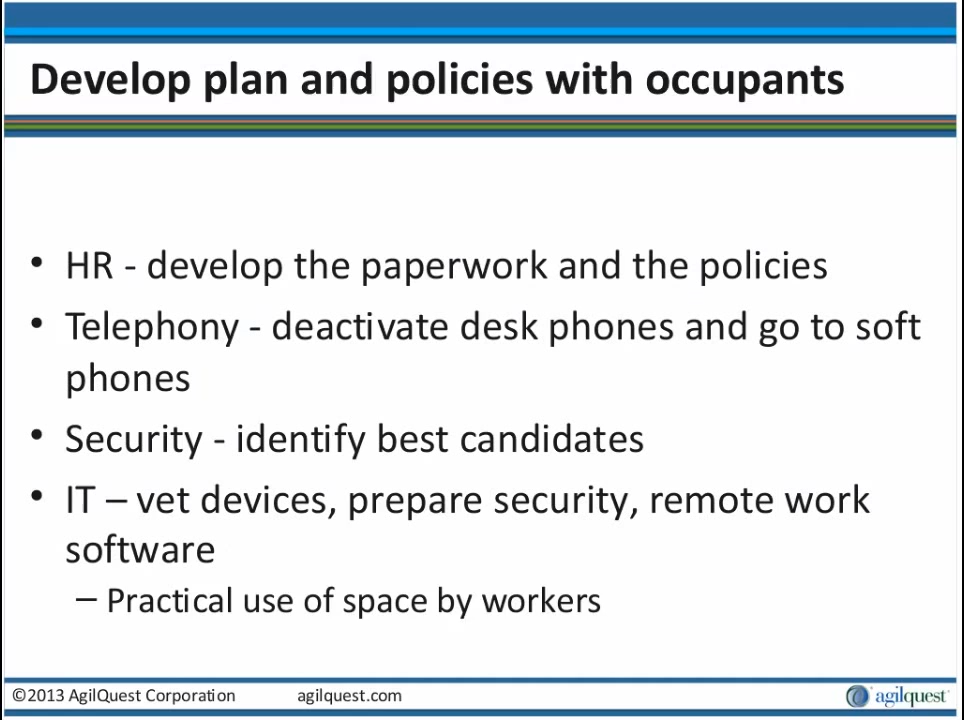 Develop plan and policies with occupants
• HR - develop the paperwork and the policies
• Telephony - deactivate desk phones and go to soft
phones
• Security - identify best candidates
• IT – vet devices, prepare security, remote work
software
– Practical use of space by workers
©2013 AgilQuest Corporation agilquest.com agilquest